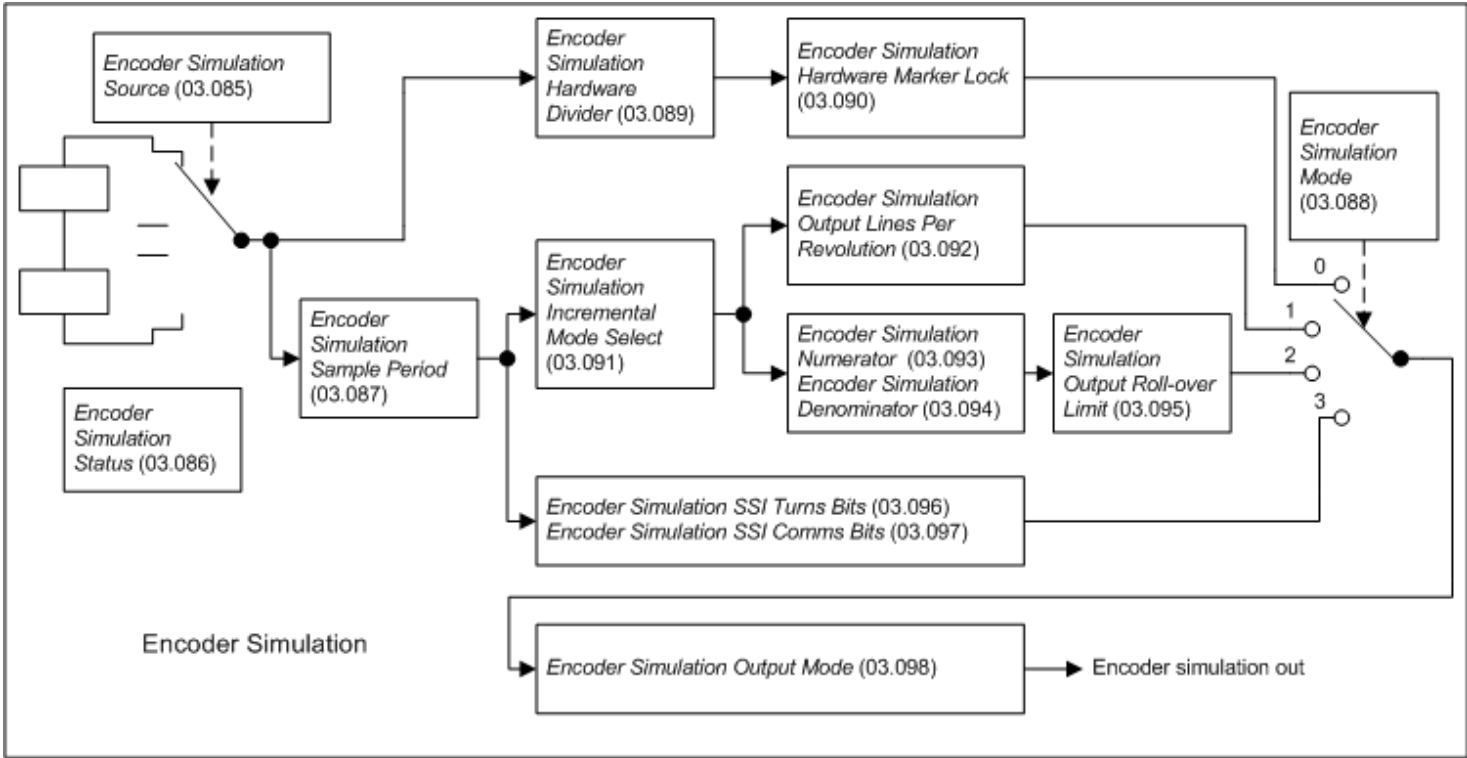 Encoder Simulation
Source (03.085)
Encoder
Simulation
Hardware
Divider (03.089)
Encoder Simulation
Hardware Marker Lock
(03.090)
Encoder
Simulation
Mode
(03.088)
Encoder Simulation
Output Lines Per
Revolution (03.092)
Encoder
Simulation
Incremental
Mode Select
(03.091)
Encoder
Simulation
Sample Period
(03.087)
Encoder Simulation
Numerator (03.093)
Encoder Simulation
Denominator (03.094)
Encoder
Simulation
Output Roll-over
Limit (03.095)
0
1
2
3
Encoder
Simulation
Status (03.086)
Encoder Simulation SSI Turns Bits (03.096)
Encoder Simulation SSI Comms Bits (03.097)
Encoder Simulation
Encoder Simulation Output Mode (03.098)
Encoder simulation out